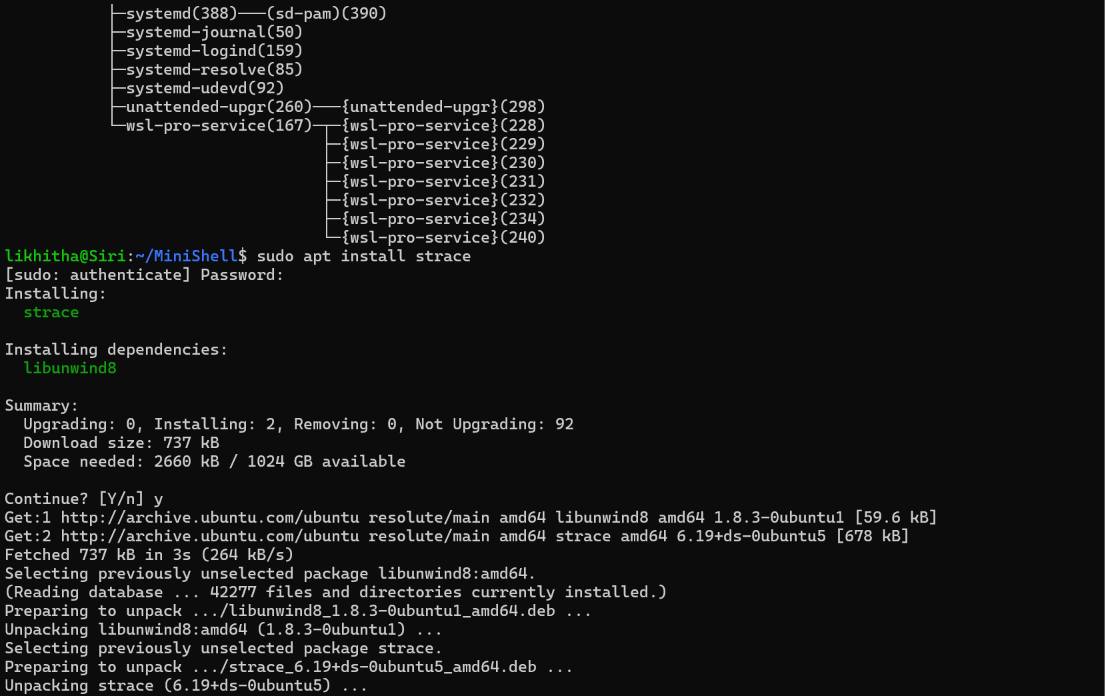 ├─systemd(388)───(sd-pam)(390)
├─systemd-journal(50)
├─systemd-logind(159)
├─systemd-resolve(85)
├─systemd-udevd(92)
├─unattended-upgr(260)───{unattended-upgr}(298)
└─wsl-pro-service(167)─┬─{wsl-pro-service}(228)
├─{wsl-pro-service}(229)
├─{wsl-pro-service}(230)
├─{wsl-pro-service}(231)
├─{wsl-pro-service}(232)
├─{wsl-pro-service}(234)
└─{wsl-pro-service}(240)
likhitha@Siri:~/MiniShell$ sudo apt install strace
[sudo: authenticate] Password:
Installing:
  strace

Installing dependencies:
  libunwind8

Summary:
  Upgrading: 0, Installing: 2, Removing: 0, Not Upgrading: 92
  Download size: 737 kB
  Space needed: 2660 kB / 1024 GB available

Continue? [Y/n] y
Get:1 http://archive.ubuntu.com/ubuntu resolute/main amd64 libunwind8 amd64 1.8.3-0ubuntu1 [59.6 kB]
Get:2 http://archive.ubuntu.com/ubuntu resolute/main amd64 strace amd64 6.19+ds-0ubuntu5 [678 kB]
Fetched 737 kB in 3s (264 kB/s)
Selecting previously unselected package libunwind8:amd64.
(Reading database ... 42277 files and directories currently installed.)
Preparing to unpack .../libunwind8_1.8.3-0ubuntu1_amd64.deb ...
Unpacking libunwind8:amd64 (1.8.3-0ubuntu1) ...
Selecting previously unselected package strace.
Preparing to unpack .../strace_6.19+ds-0ubuntu5_amd64.deb ...
Unpacking strace (6.19+ds-0ubuntu5) ...